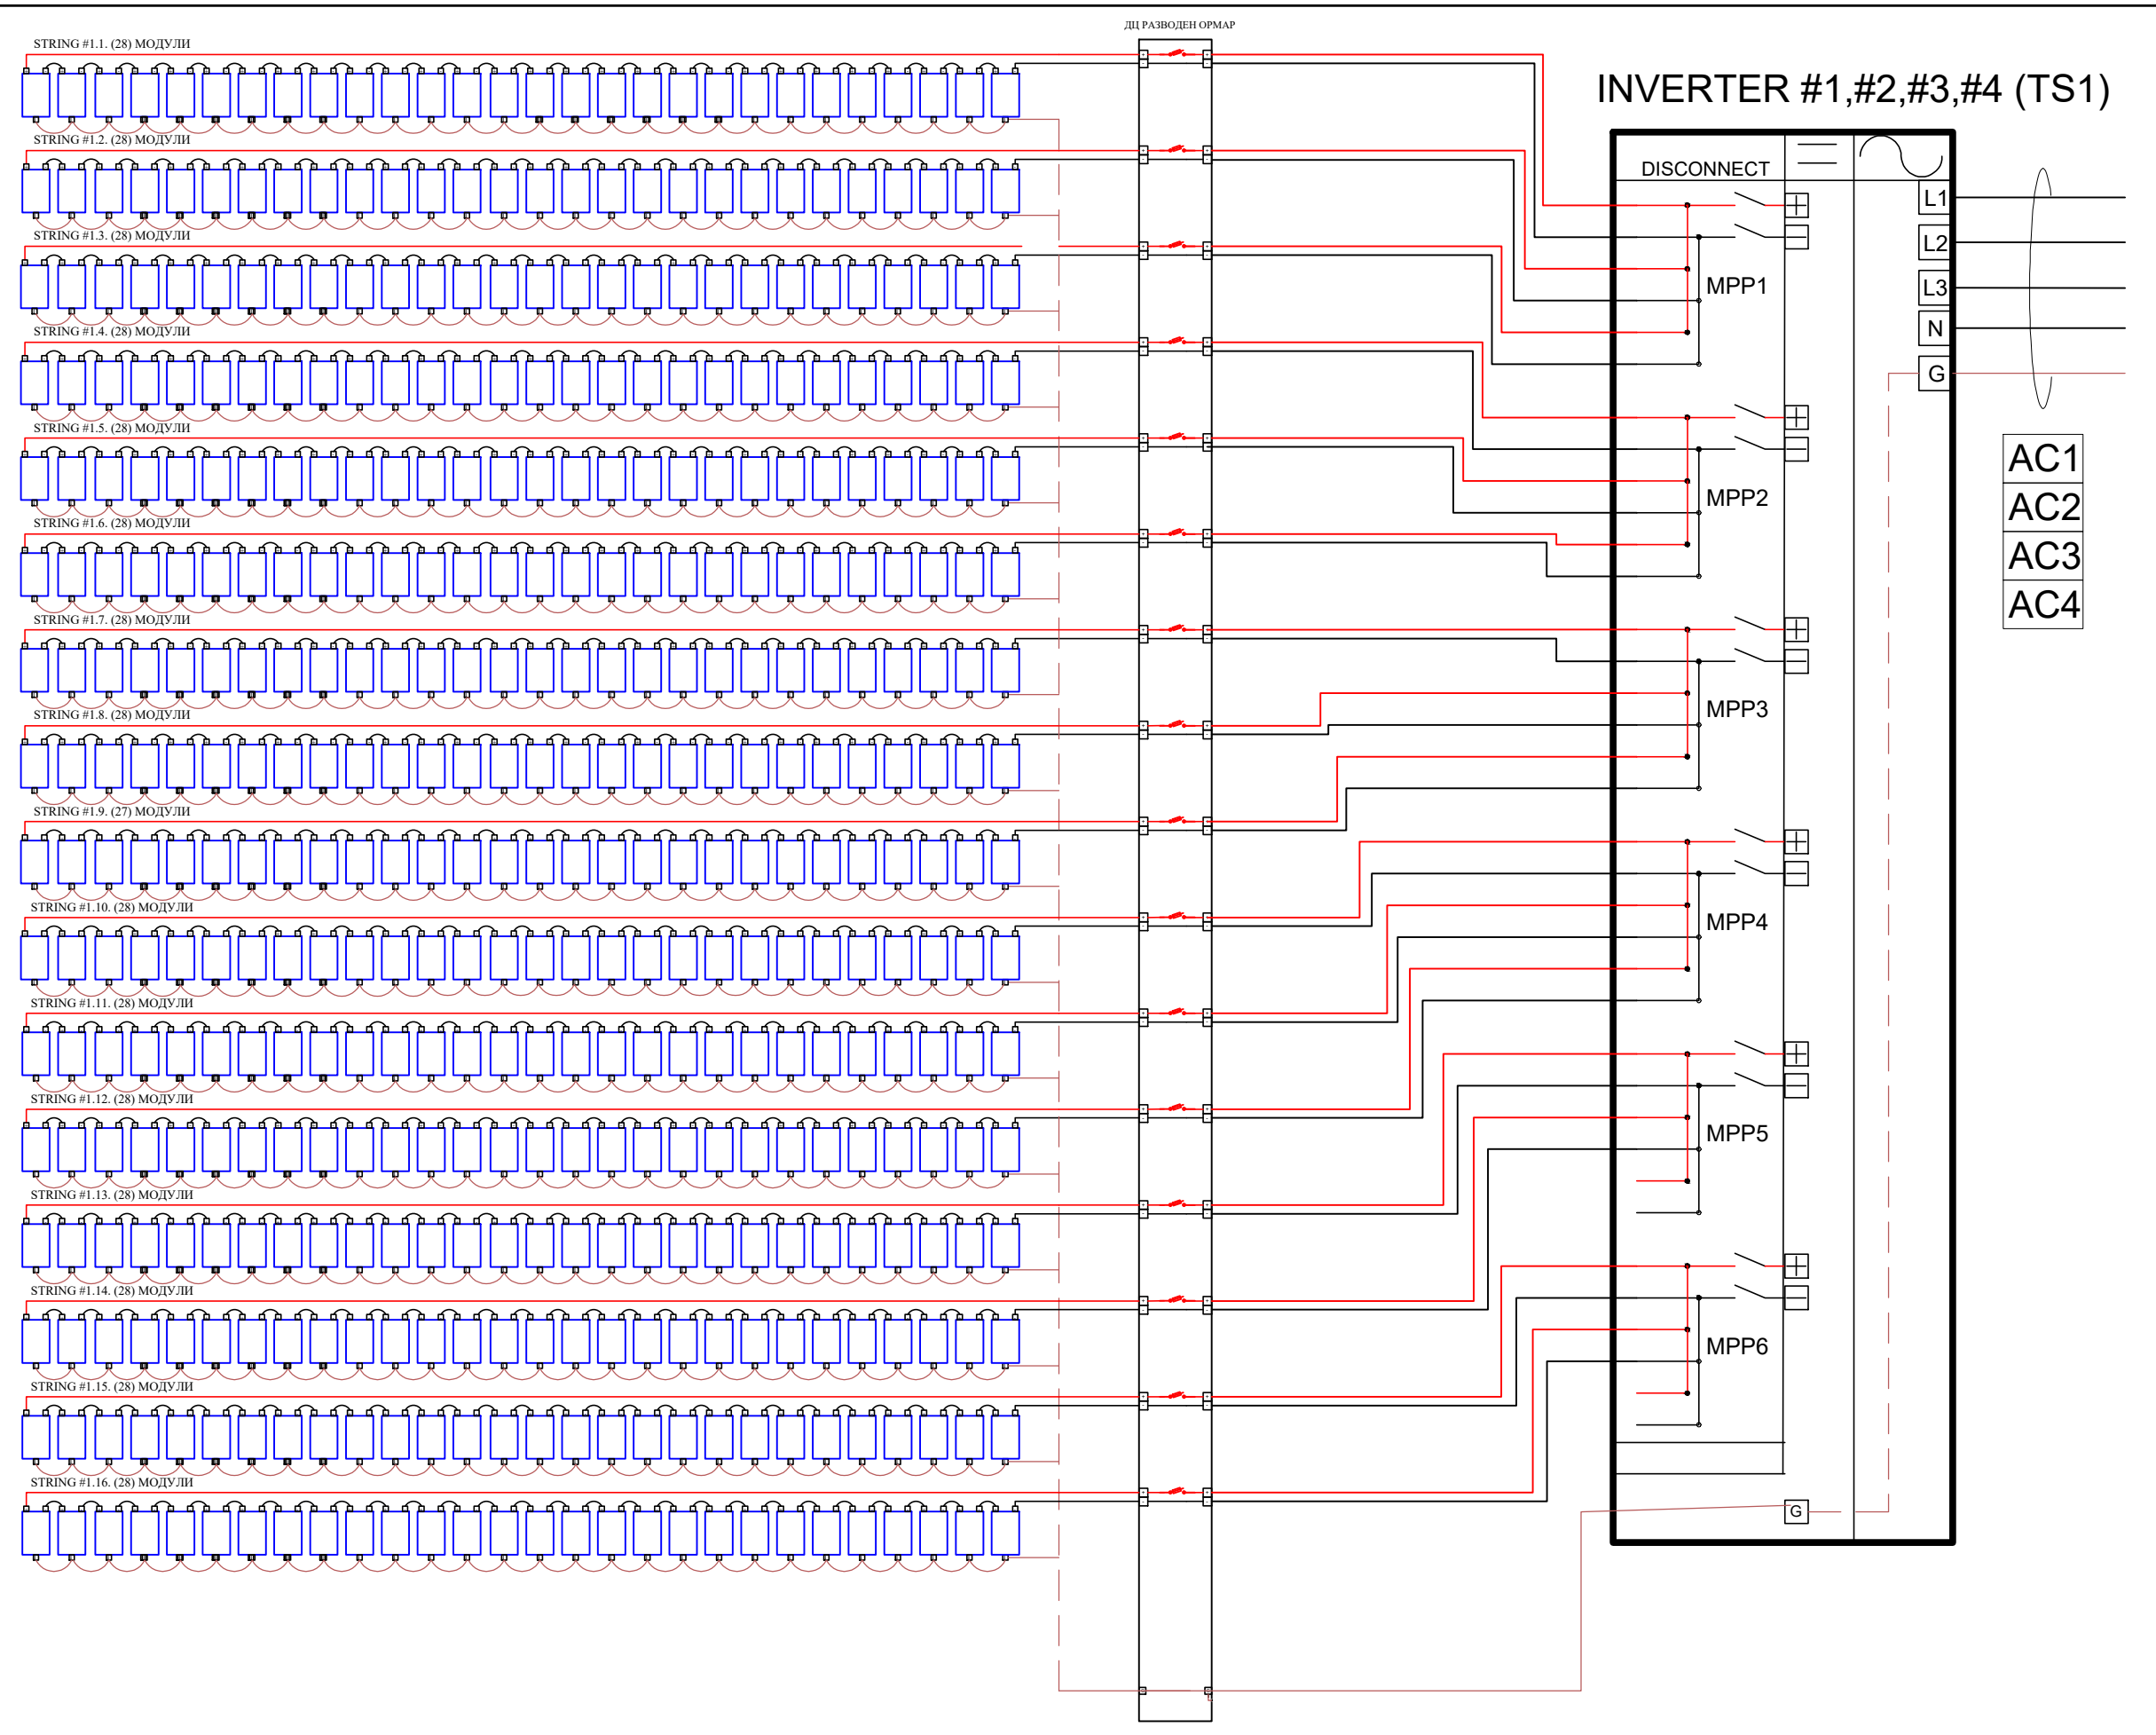 ДЦ РАЗВОДЕН ОРМАР
STRING #1.1. (28) МОДУЛИ
STRING #1.2. (28) МОДУЛИ
STRING #1.3. (28) МОДУЛИ
STRING #1.4. (28) МОДУЛИ
STRING #1.5. (28) МОДУЛИ
STRING #1.6. (28) МОДУЛИ
STRING #1.7. (28) МОДУЛИ
STRING #1.8. (28) МОДУЛИ
STRING #1.9. (27) МОДУЛИ
STRING #1.10. (28) МОДУЛИ
STRING #1.11. (28) МОДУЛИ
STRING #1.12. (28) МОДУЛИ
STRING #1.13. (28) МОДУЛИ
STRING #1.14. (28) МОДУЛИ
STRING #1.15. (28) МОДУЛИ
STRING #1.16. (28) МОДУЛИ
INVERTER #1,#2,#3,#4 (TS1)
DISCONNECT
MPP1
MPP2
MPP3
MPP4
MPP5
MPP6
G
L1
L2
L3
N
G
AC1
AC2
AC3
AC4